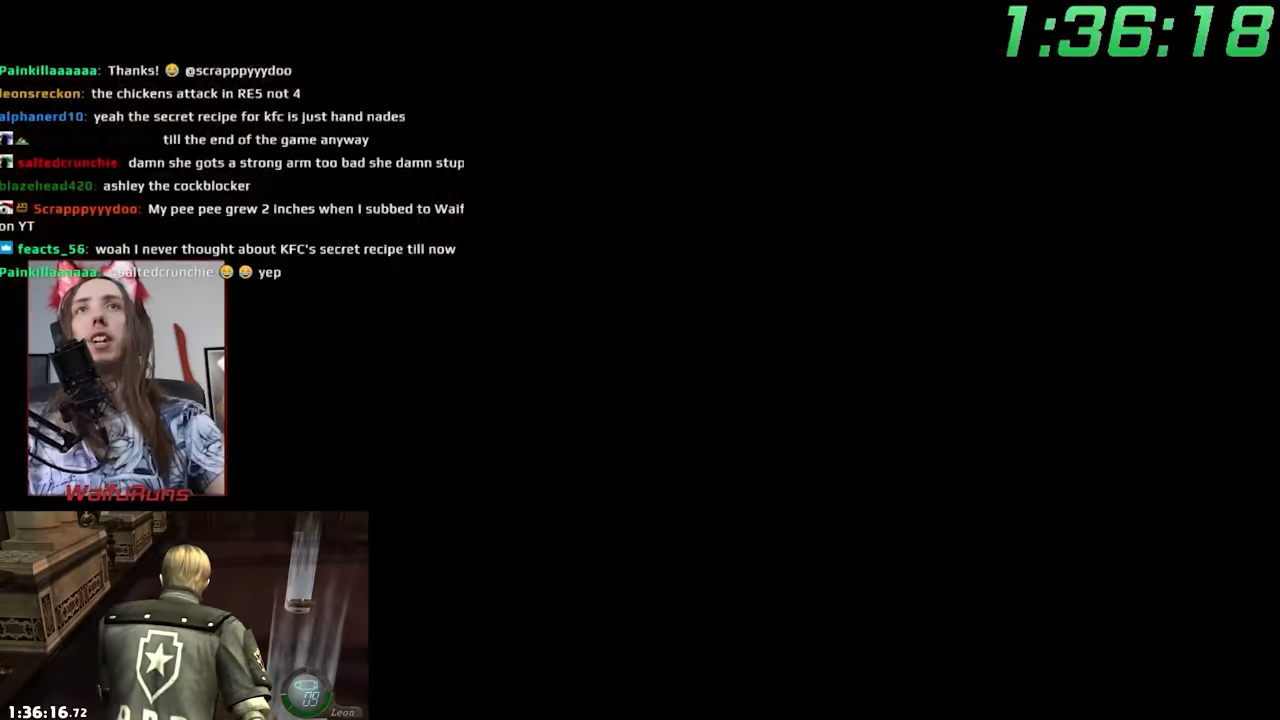 1:36:18
Painkillaaaaaa: Thanks! 😂 @scrapppyyydoo
leonsreckon: the chickens attack in RE5 not 4
alphanerd10: yeah the secret recipe for kfc is just hand nades
till the end of the game anyway
saltedcrunchie: damn she gots a strong arm too bad she damn stup
blazehead420: ashley the cockblocker
Scrapppyyydoo: My pee pee grew 2 inches when I subbed to Waif
on YT
feacts_56: woah I never thought about KFC's secret recipe till now
Painkillaaaaaa: @saltedcrunchie 😂 😂 yep
WaifuRuns
09
Leon
1:36:16.72